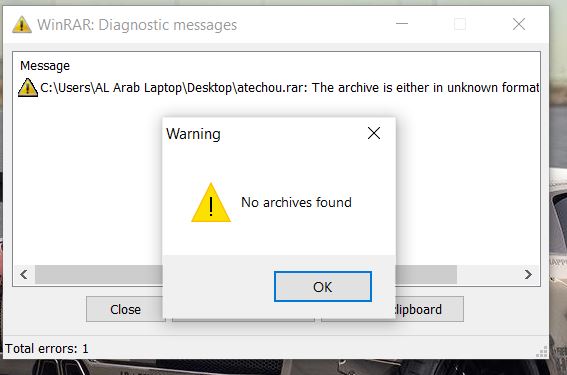 WinRAR: Diagnostic messages
Message
C:\Users\AL Arab Laptop\Desktop\atechou.rar: The archive is either in unknown format
Warning
No archives found
OK
Close
lipboard
Total errors: 1